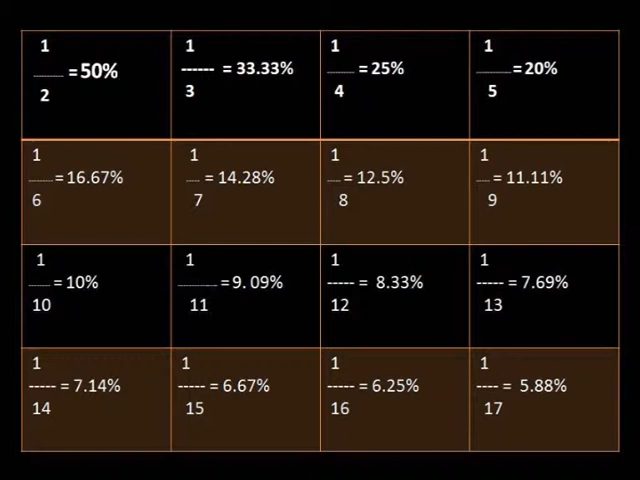 1 1 1 1
------ = 50% ------ = 33.33% ------ = 25% ------ = 20%
2 3 4 5
1 1 1 1
------ = 16.67% ---- = 14.28% ---- = 12.5% ---- = 11.11%
6 7 8 9
1 1 1 1
------ = 10% -------- = 9. 09% ----- = 8.33% ----- = 7.69%
10 11 12 13
1 1 1 1
----- = 7.14% ----- = 6.67% ----- = 6.25% ---- = 5.88%
14 15 16 17